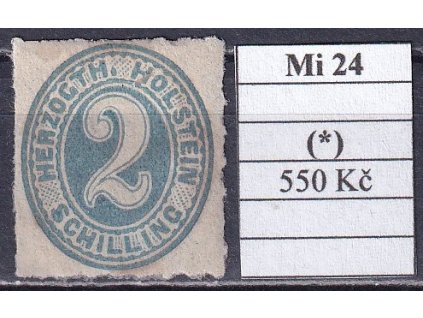 HERZOGTH. HOLSTEIN
2
SCHILLING
Mi 24
(*)
550 Kč